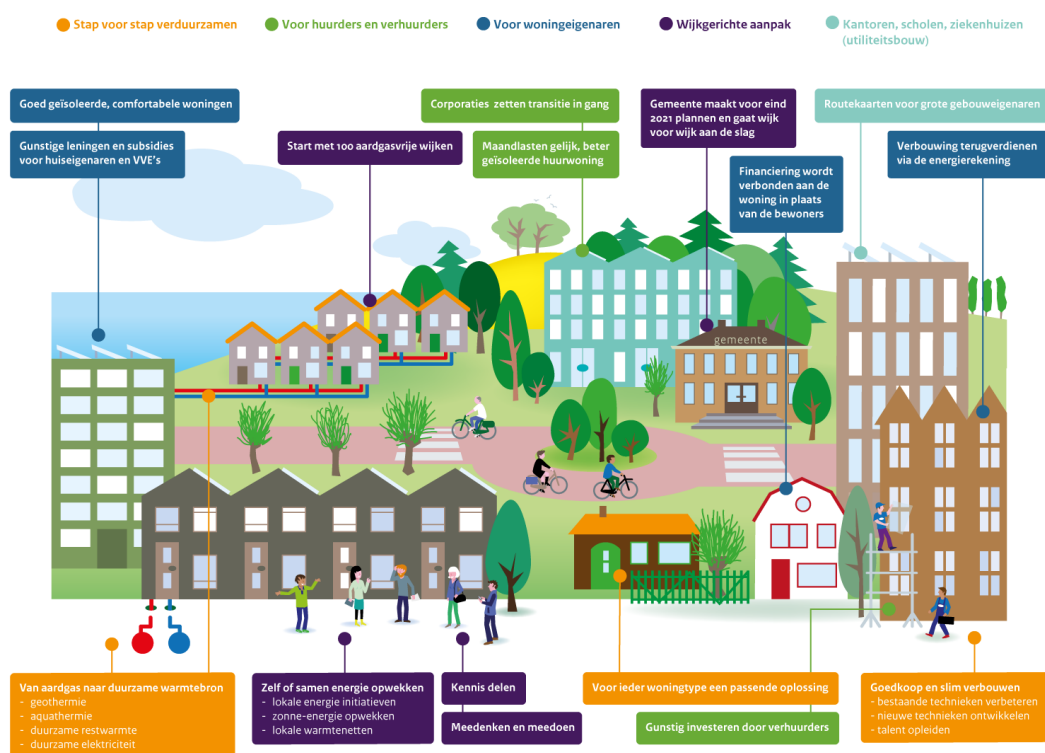 Stap voor stap verduurzamen
Voor huurders en verhuurders
Voor woningeigenaren
Wijkgerichte aanpak
Kantoren, scholen, ziekenhuizen
(utiliteitsbouw)
Goed geïsoleerde, comfortabele woningen
Gunstige leningen en subsidies
voor huiseigenaren en VVE's
Start met 100 aardgasvrije wijken
Corporaties zetten transitie in gang
Maandlasten gelijk, beter
geïsoleerde huurwoning
Gemeente maakt voor eind
2021 plannen en gaat wijk
voor wijk aan de slag
Financiering wordt
verbonden aan de
woning in plaats
van de bewoners
Routekaarten voor grote gebouweigenaren
Verbouwing terugverdienen
via de energierekening
gemeente
Van aardgas naar duurzame warmtebron
- geothermie
- aquathermie
- duurzame restwarmte
- duurzame elektriciteit
Zelf of samen energie opwekken
- lokale energie initiatieven
- zonne-energie opwekken
- lokale warmtenetten
Kennis delen
Meedenken en meedoen
Voor ieder woningtype een passende oplossing
Gunstig investeren door verhuurders
Goedkoop en slim verbouwen
- bestaande technieken verbeteren
- nieuwe technieken ontwikkelen
- talent opleiden